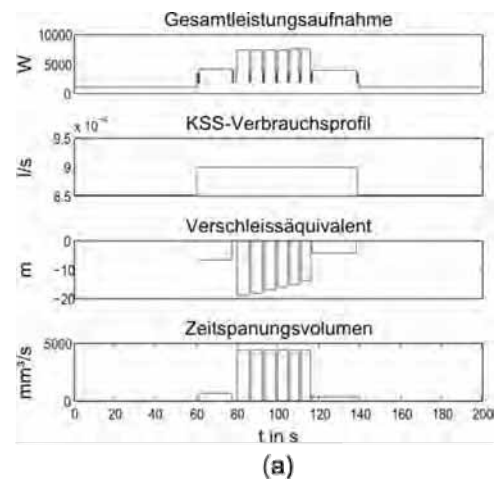 Gesamtleistungsaufnahme
10000
5000
0
W
KSS-Verbrauchsprofil
x 10⁻⁴
9.5
9
8.5
l/s
Verschleissäquivalent
0
−10
−20
m
Zeitspanungsvolumen
5000
0
mm³/s
0 20 40 60 80 100 120 140 160 180 200
t in s
(a)